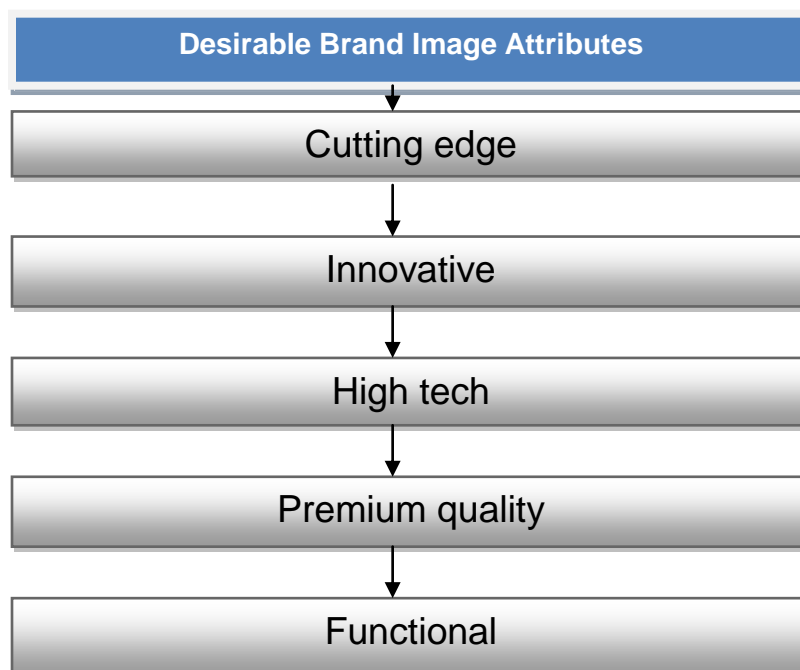 Desirable Brand Image Attributes
Cutting edge
Innovative
High tech
Premium quality
Functional